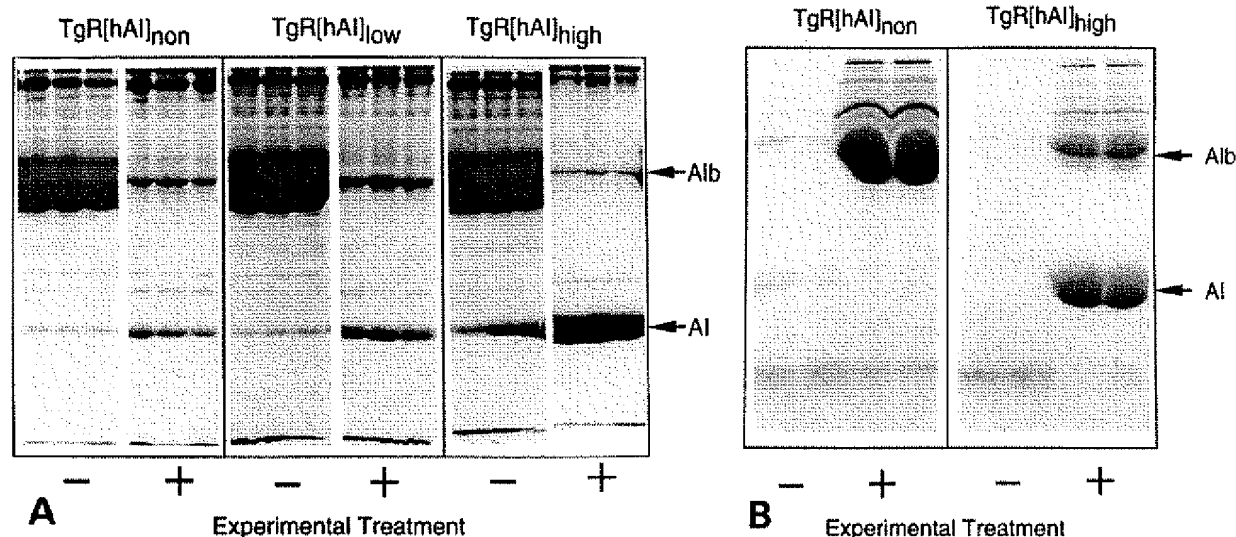 TgR[hAI]non
TgR[hAI]low
TgR[hAI]high
Alb
AI
− + − + − +
A
Experimental Treatment
TgR[hAI]non
TgR[hAI]high
Alb
AI
− + − +
B
Experimental Treatment